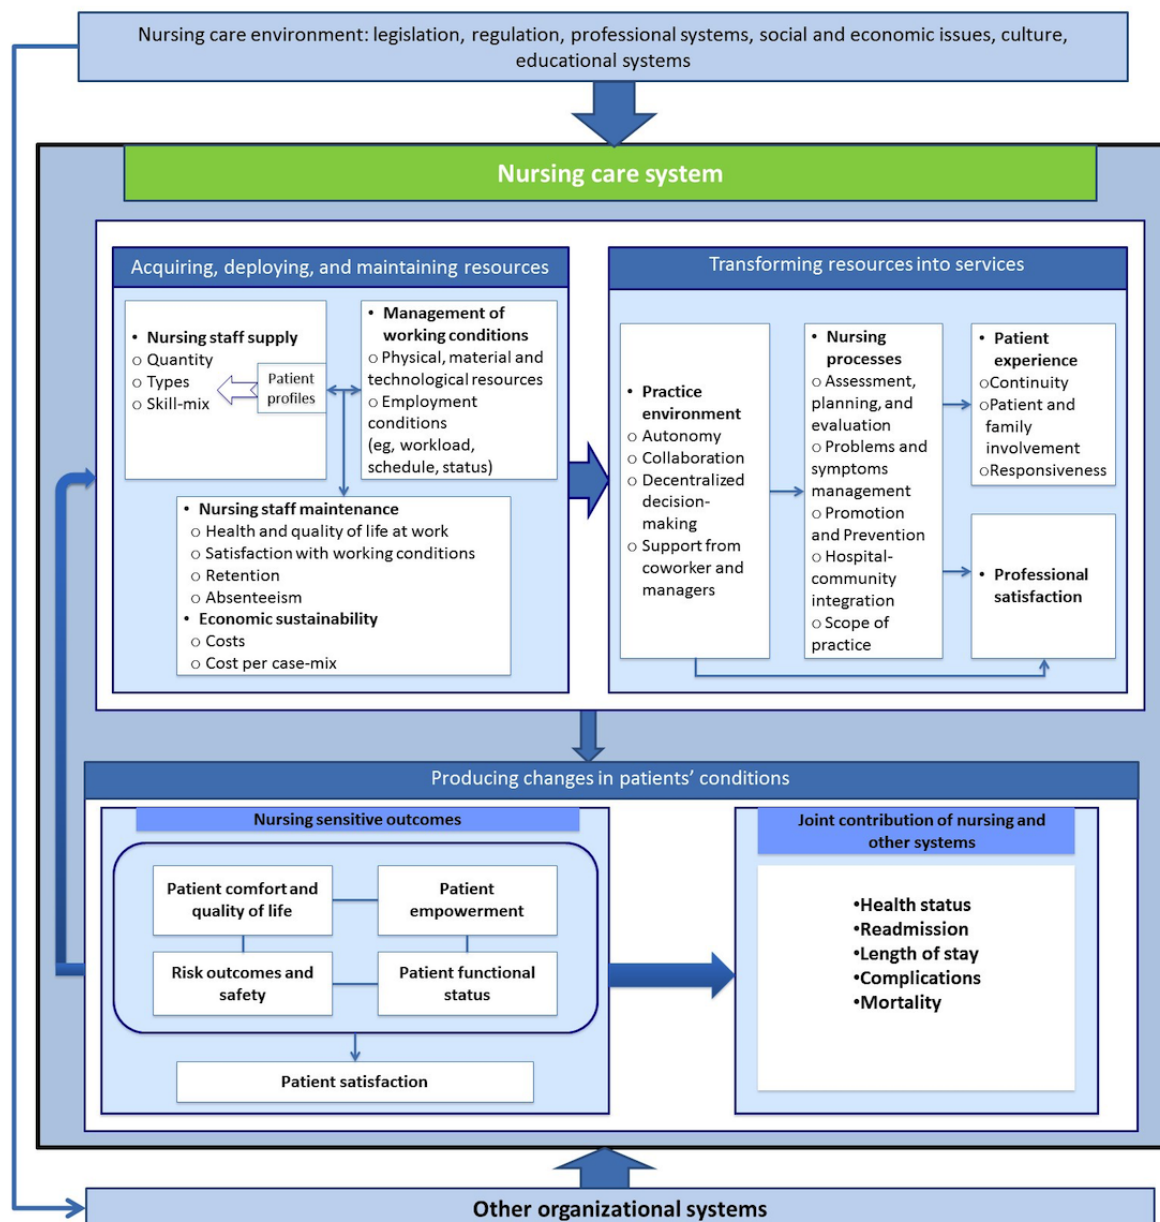 Nursing care environment: legislation, regulation, professional systems, social and economic issues, culture,
educational systems
Nursing care system
Acquiring, deploying, and maintaining resources
• Nursing staff supply
o Quantity
o Types
o Skill-mix
Patient
profiles
• Management of
working conditions
o Physical, material and
technological resources
o Employment
conditions
(eg, workload,
schedule, status)
• Nursing staff maintenance
o Health and quality of life at work
o Satisfaction with working conditions
o Retention
o Absenteeism
• Economic sustainability
o Costs
o Cost per case-mix
Transforming resources into services
• Practice
environment
o Autonomy
o Collaboration
o Decentralized
decision-
making
o Support from
coworker and
managers
• Nursing
processes
o Assessment,
planning, and
evaluation
o Problems and
symptoms
management
o Promotion
and Prevention
o Hospital-
community
integration
o Scope of
practice
• Patient
experience
o Continuity
o Patient and
family
involvement
o Responsiveness
• Professional
satisfaction
Producing changes in patients’ conditions
Nursing sensitive outcomes
Patient comfort and
quality of life
Patient
empowerment
Risk outcomes and
safety
Patient functional
status
Patient satisfaction
Joint contribution of nursing and
other systems
•Health status
•Readmission
•Length of stay
•Complications
•Mortality
Other organizational systems